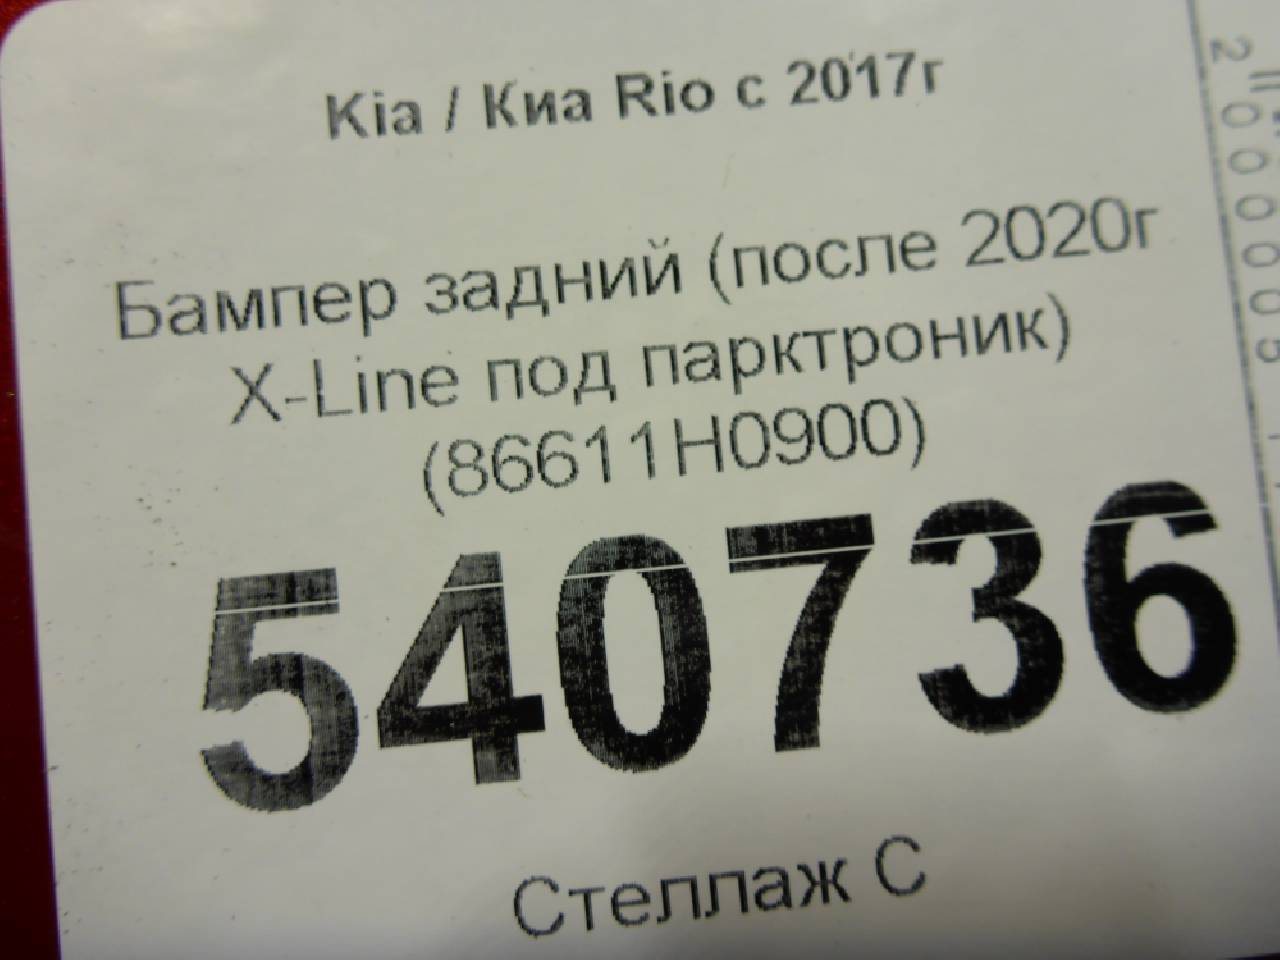 Kia / Киа Rio с 2017г
Бампер задний (после 2020г
X-Line под парктроник)
(86611H0900)
540736
Стеллаж С